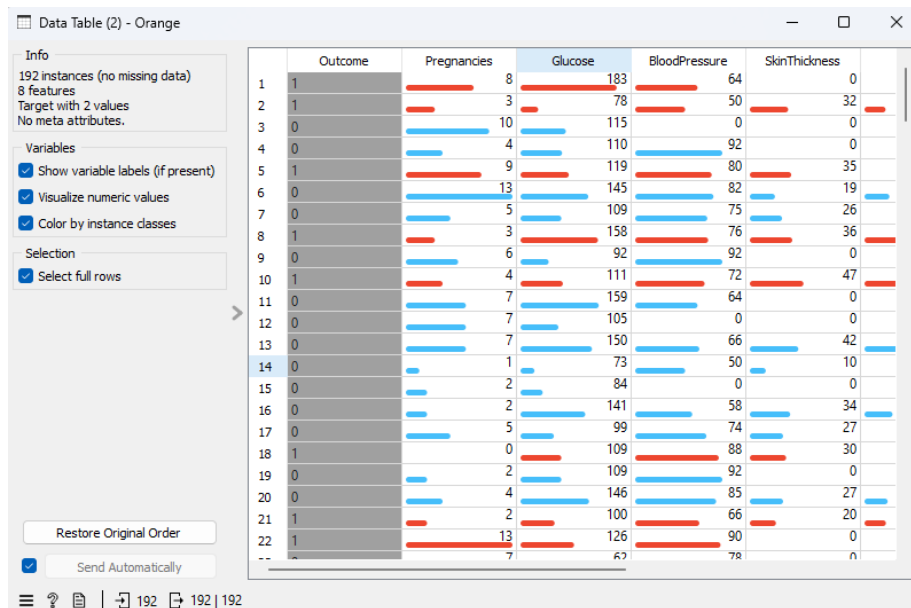 Data Table (2) - Orange
Info
192 instances (no missing data)
8 features
Target with 2 values
No meta attributes.
Variables
Show variable labels (if present)
Visualize numeric values
Color by instance classes
Selection
Select full rows
Restore Original Order
Send Automatically
192 192 | 192
Outcome Pregnancies Glucose BloodPressure SkinThickness
1 1 8 183 64 0
2 1 3 78 50 32
3 0 10 115 0 0
4 0 4 110 92 0
5 1 9 119 80 35
6 0 13 145 82 19
7 0 5 109 75 26
8 1 3 158 76 36
9 0 6 92 92 0
10 1 4 111 72 47
11 0 7 159 64 0
12 0 7 105 0 0
13 0 7 150 66 42
14 0 1 73 50 10
15 0 2 84 0 0
16 0 2 141 58 34
17 0 5 99 74 27
18 1 0 109 88 30
19 0 2 109 92 0
20 0 4 146 85 27
21 1 2 100 66 20
22 1 13 126 90 0
7 62 78 0